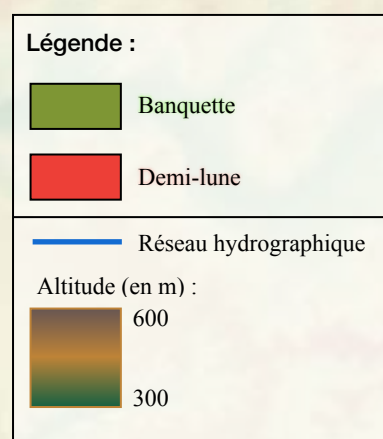 Légende :
Banquette
Demi-lune
Réseau hydrographique
Altitude (en m) :
600
300